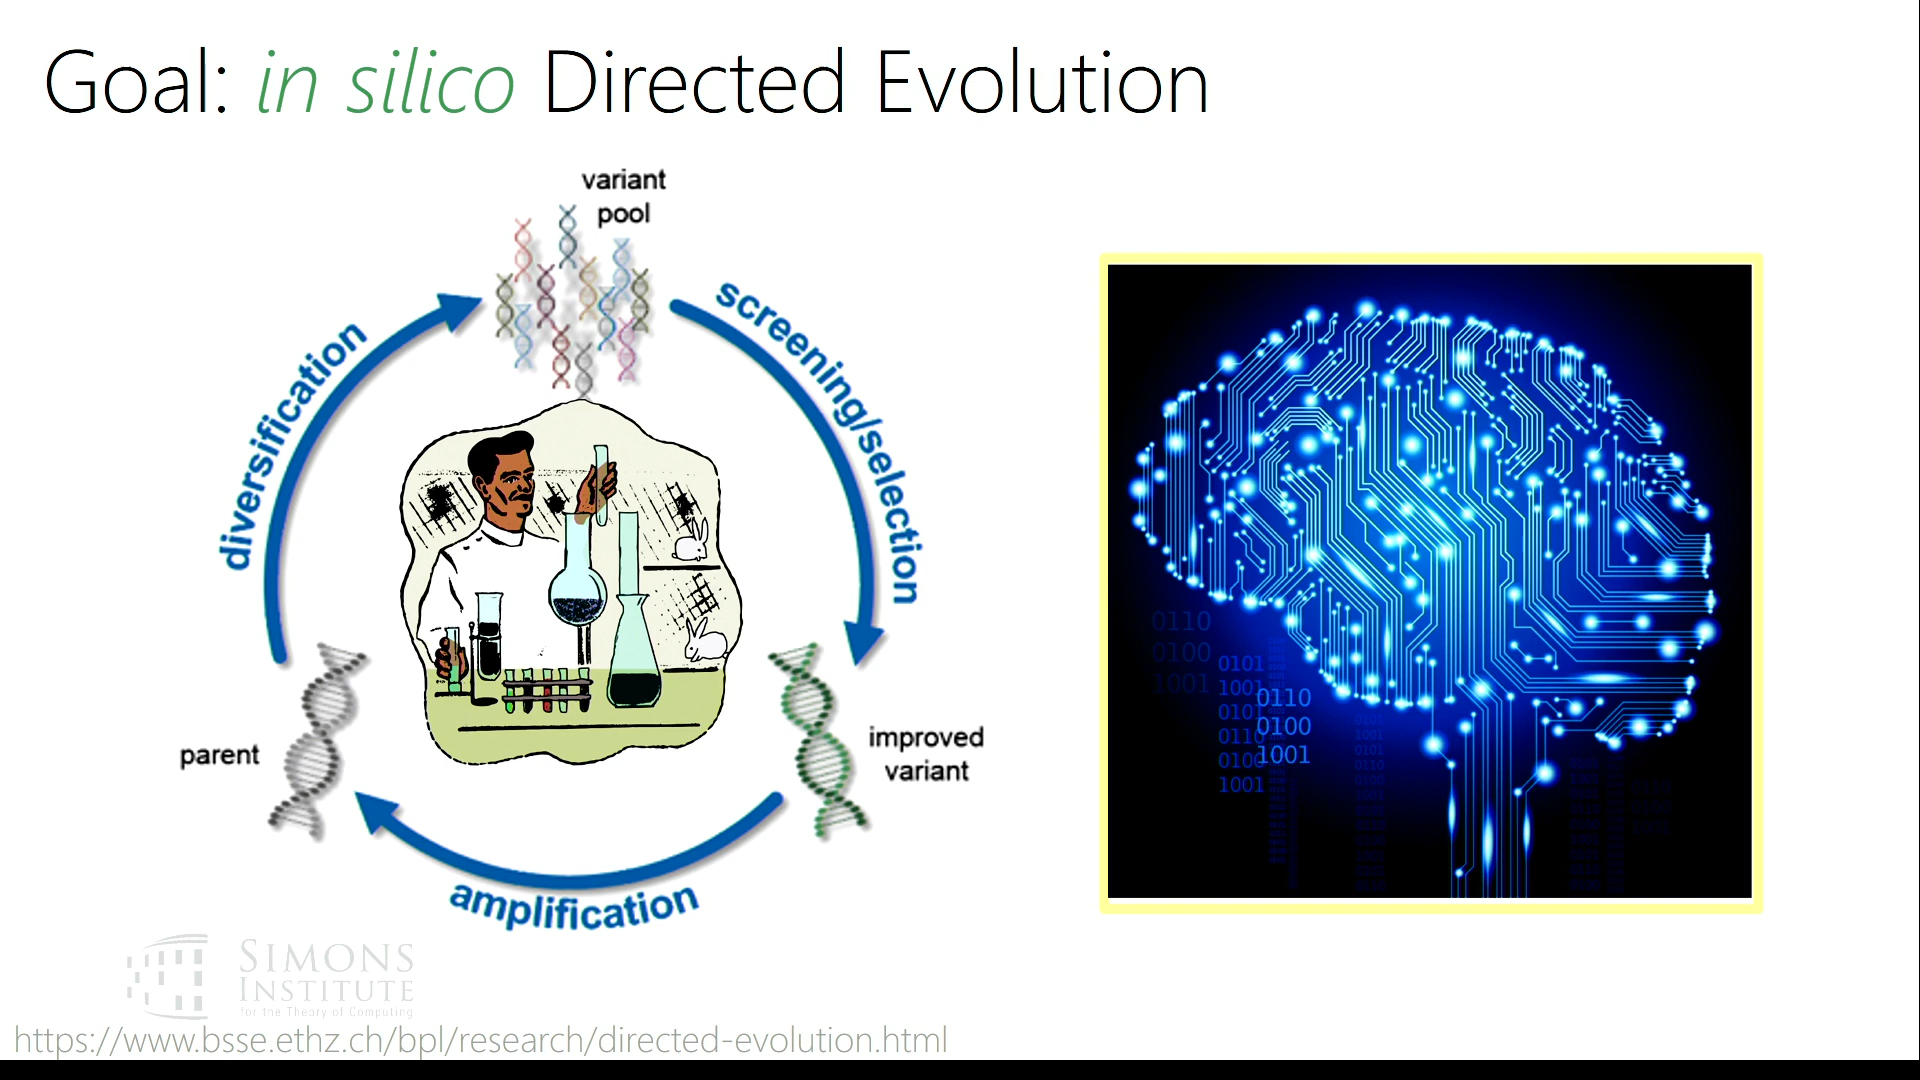 Goal: in silico Directed Evolution
variant
pool
diversification
screening/selection
parent
improved
variant
amplification
0110
0100
1001
0101
1001
0101
0110
0100
1001
0110
0100
1001
SIMONS
INSTITUTE
for the Theory of Computing
https://www.bsse.ethz.ch/bpl/research/directed-evolution.html